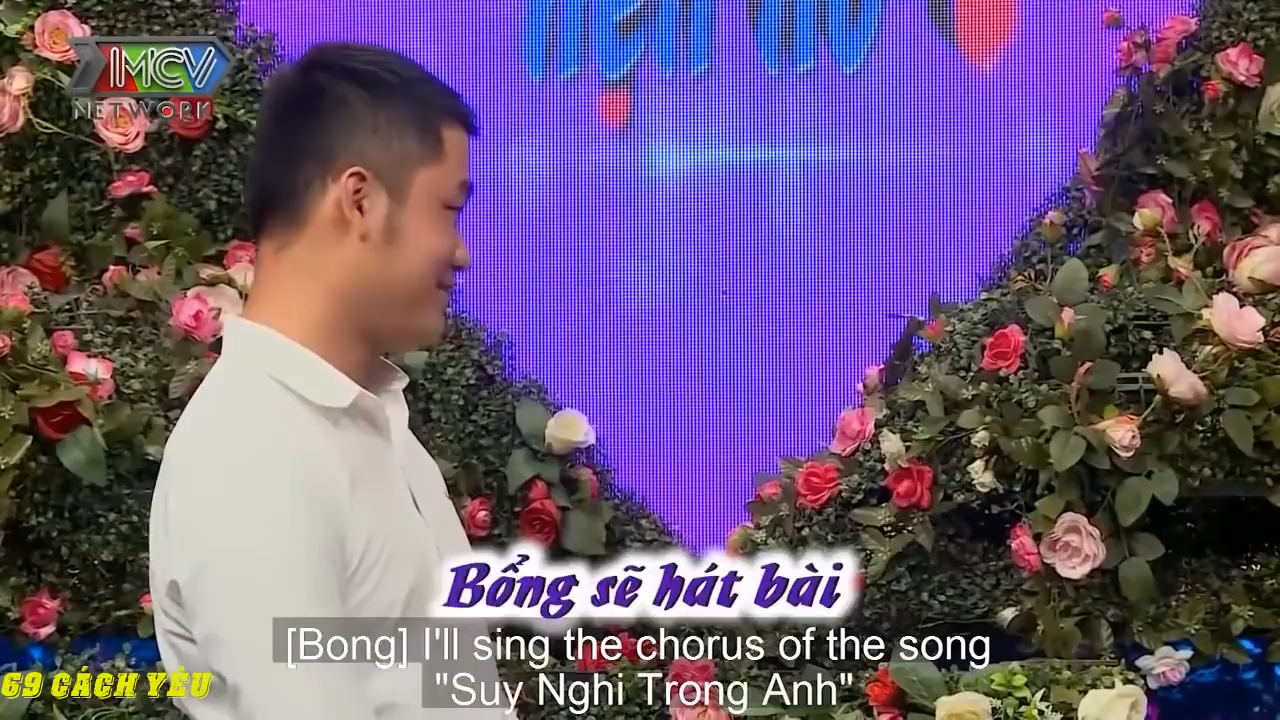 MCV
NETWORK
Bổng sẽ hát bài
[Bong] I'll sing the chorus of the song
"Suy Nghi Trong Anh"
69 CÁCH YÊU